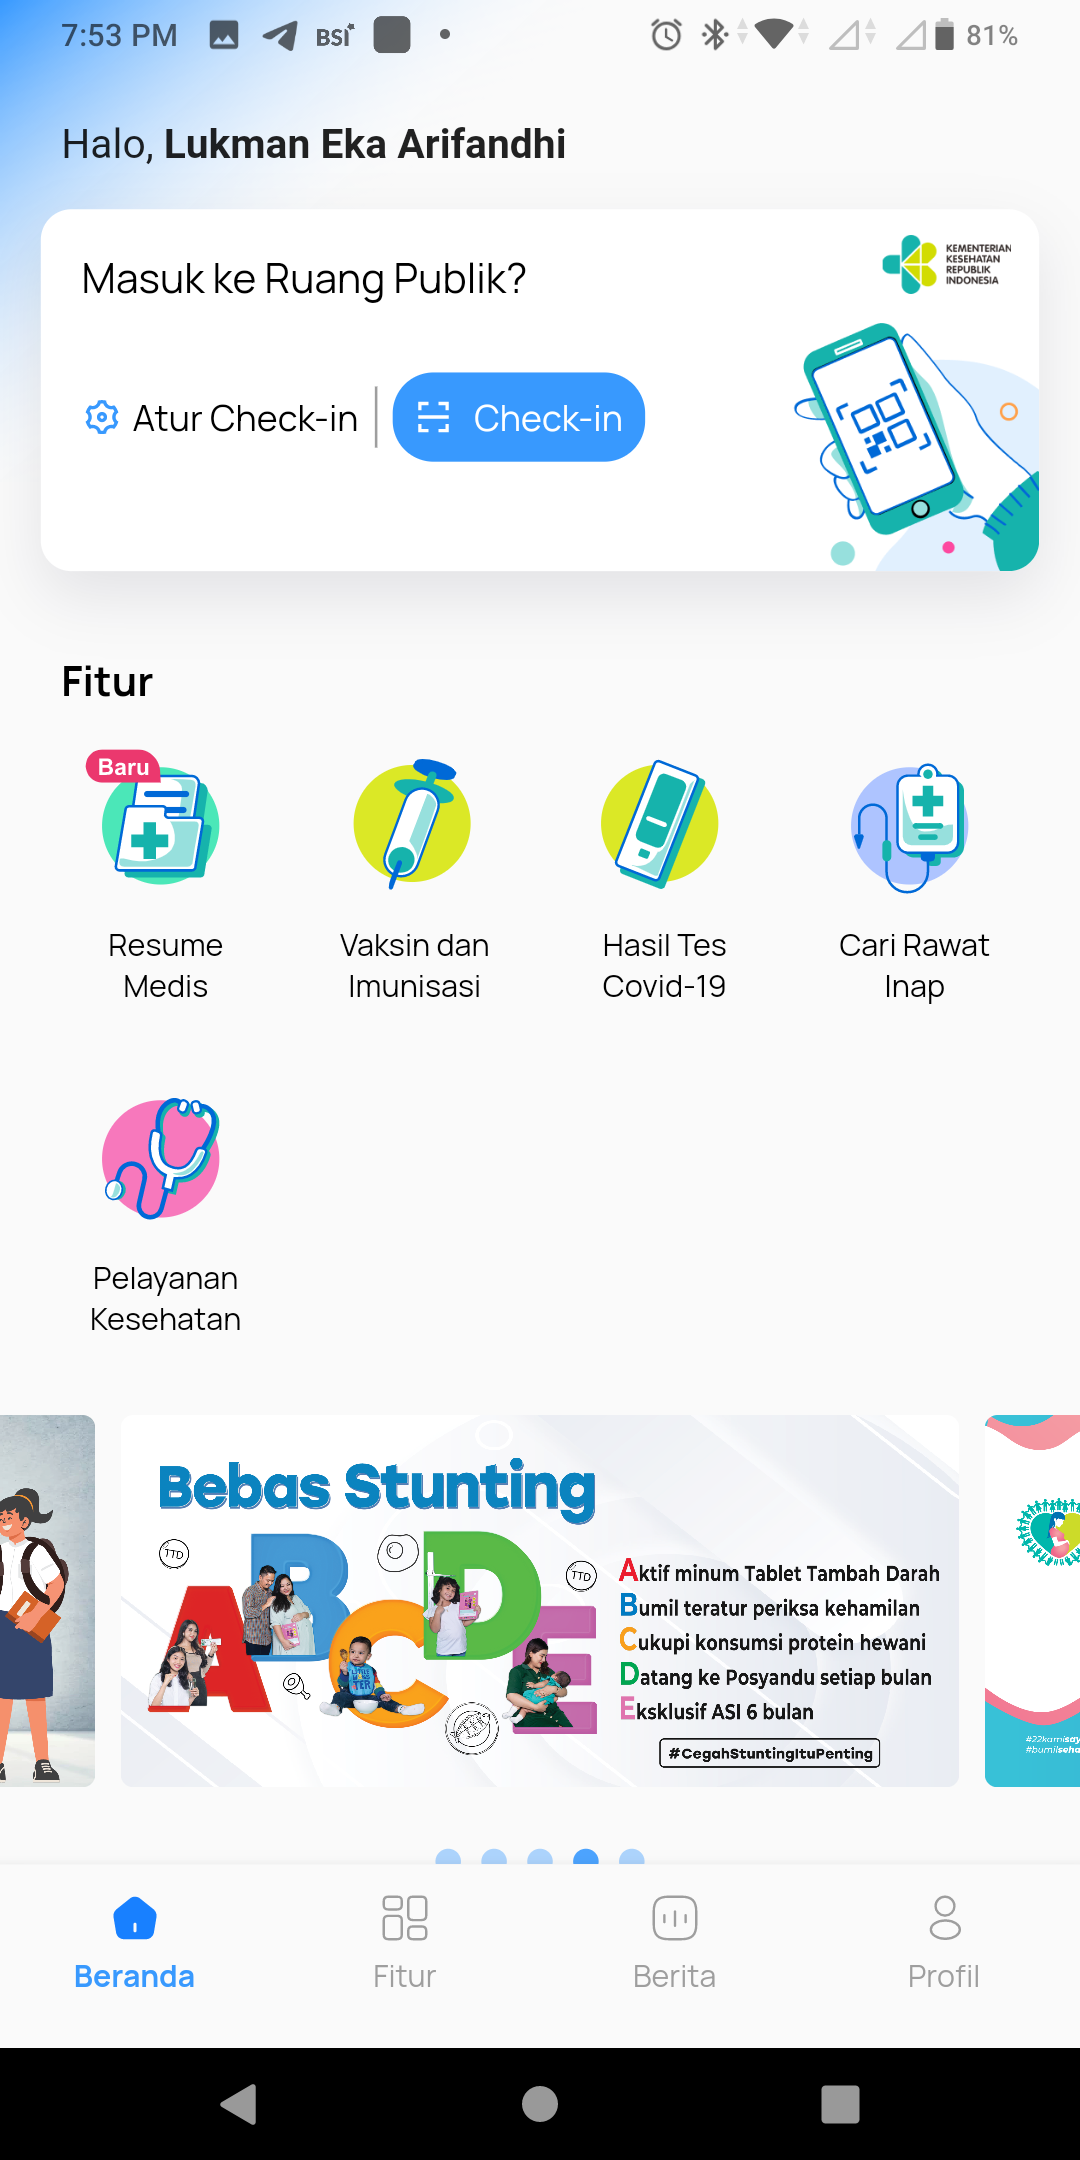 7:53 PM BSI 81%
Halo, Lukman Eka Arifandhi
Masuk ke Ruang Publik?
KEMENTERIAN
KESEHATAN
REPUBLIK
INDONESIA
Atur Check-in
Check-in
Fitur
Baru
Resume
Medis
Vaksin dan
Imunisasi
Hasil Tes
Covid-19
Cari Rawat
Inap
Pelayanan
Kesehatan
Bebas Stunting
TTD
TTD
A B C D E
Aktif minum Tablet Tambah Darah
Bumil teratur periksa kehamilan
Cukupi konsumsi protein hewani
Datang ke Posyandu setiap bulan
Eksklusif ASI 6 bulan
#CegahStuntingItuPenting
Beranda
Fitur
Berita
Profil